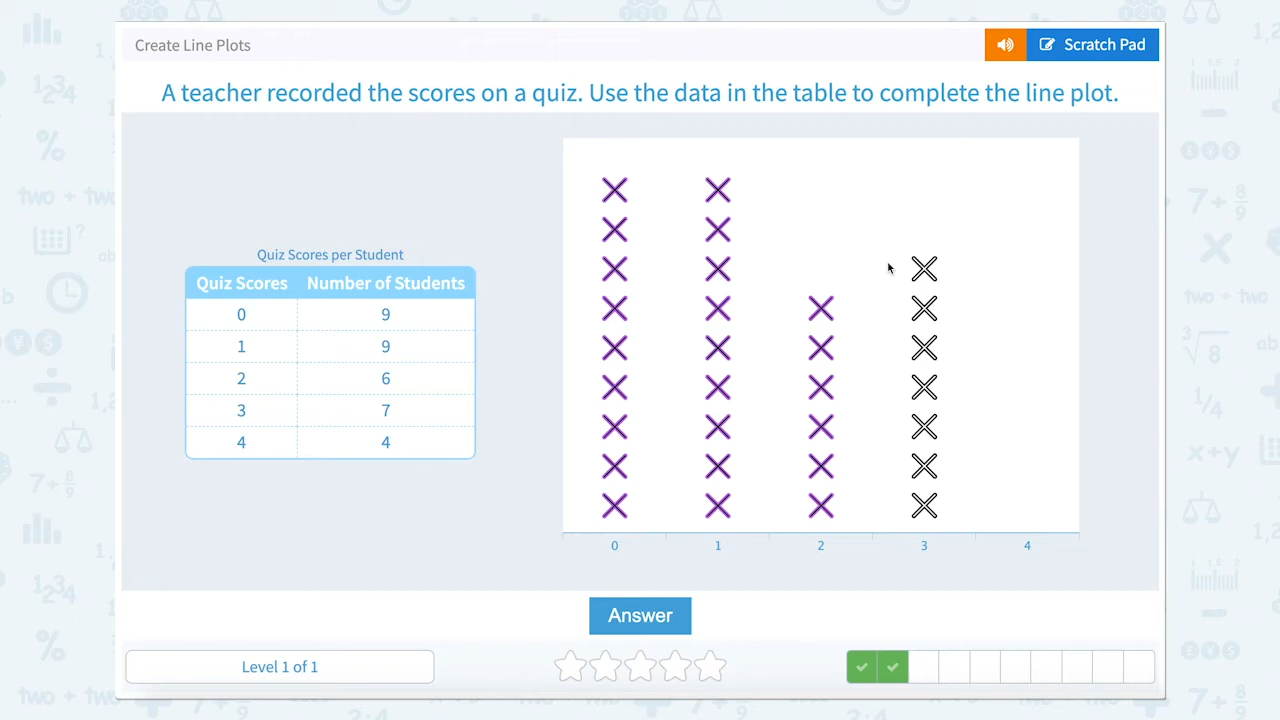 Create Line Plots
Scratch Pad
A teacher recorded the scores on a quiz. Use the data in the table to complete the line plot.
Quiz Scores per Student
Quiz Scores Number of Students
0 9
1 9
2 6
3 7
4 4
0 1 2 3 4
Answer
Level 1 of 1